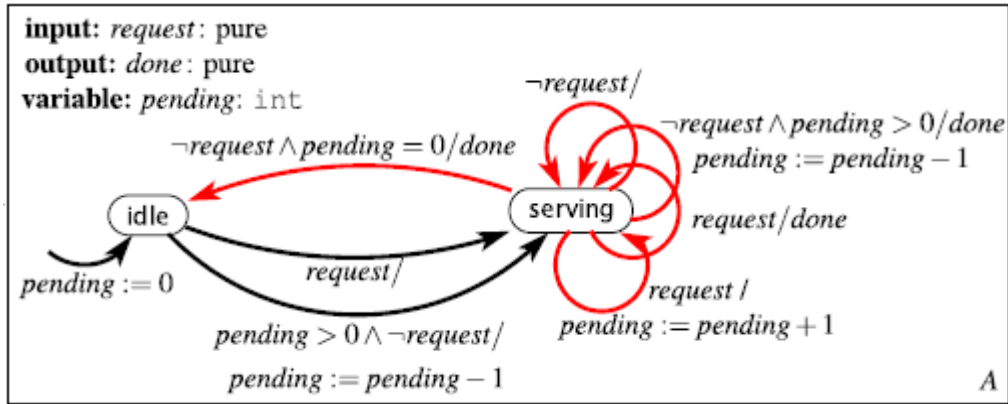 input: request: pure
output: done: pure
variable: pending: int
¬request/
¬request ∧ pending = 0/done
¬request ∧ pending > 0/done
pending := pending − 1
idle
serving
request/done
pending := 0
request/
request /
pending := pending + 1
pending > 0 ∧ ¬request/
pending := pending − 1
A